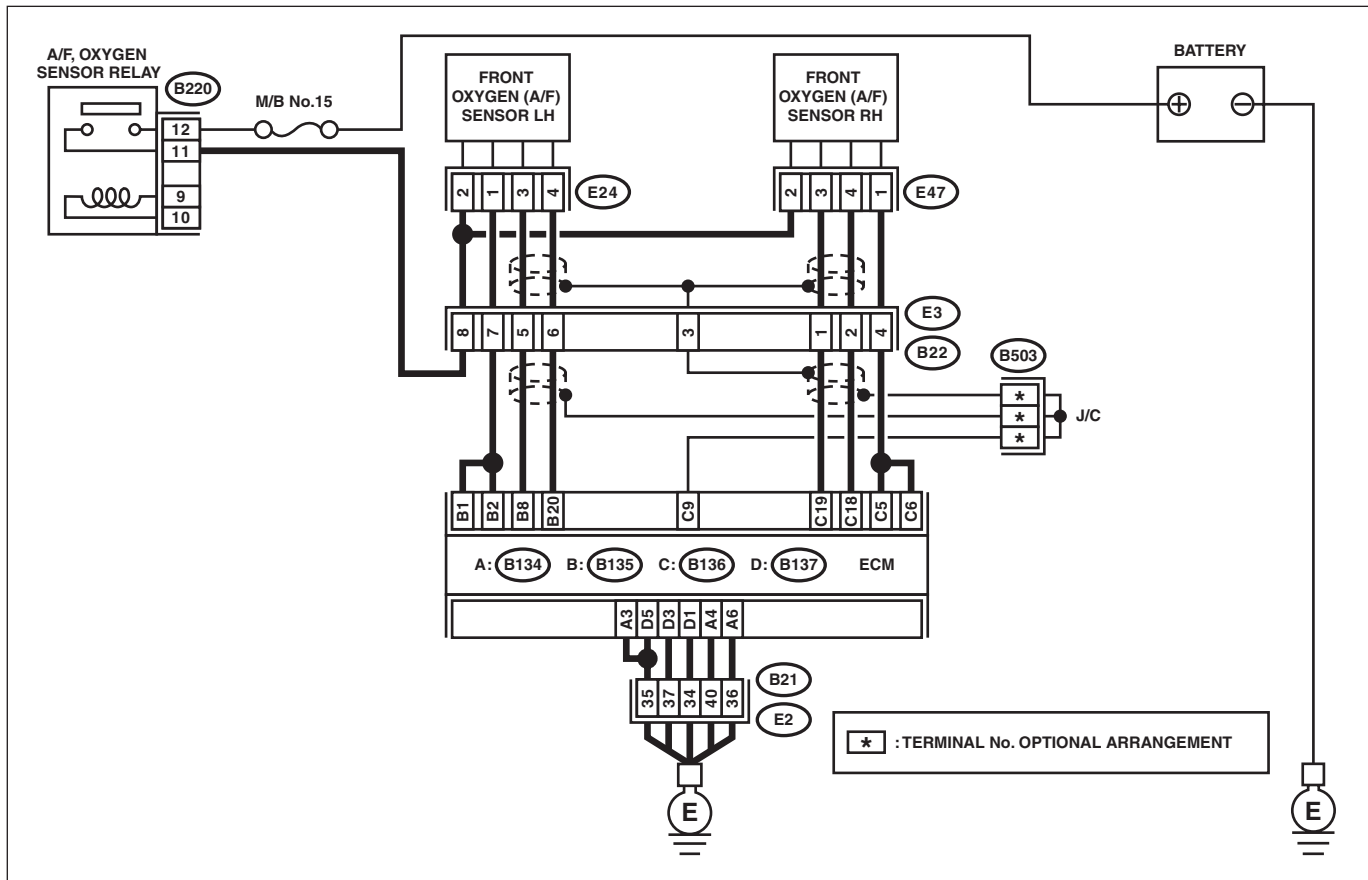 A/F, OXYGEN
SENSOR RELAY
B220
M/B No.15
FRONT
OXYGEN (A/F)
SENSOR LH
FRONT
OXYGEN (A/F)
SENSOR RH
BATTERY
12
11
9
10
2 1 3 4
E24
2 3 4 1
E47
8 7 5 6 3 1 2 4
E3
B22
B503
*
*
*
J/C
B1 B2 B8 B20 C9 C19 C18 C5 C6
A: B134 B: B135 C: B136 D: B137 ECM
A3 D5 D3 D1 A4 A6
35 37 34 40 36
B21
E2
* : TERMINAL No. OPTIONAL ARRANGEMENT
E
E